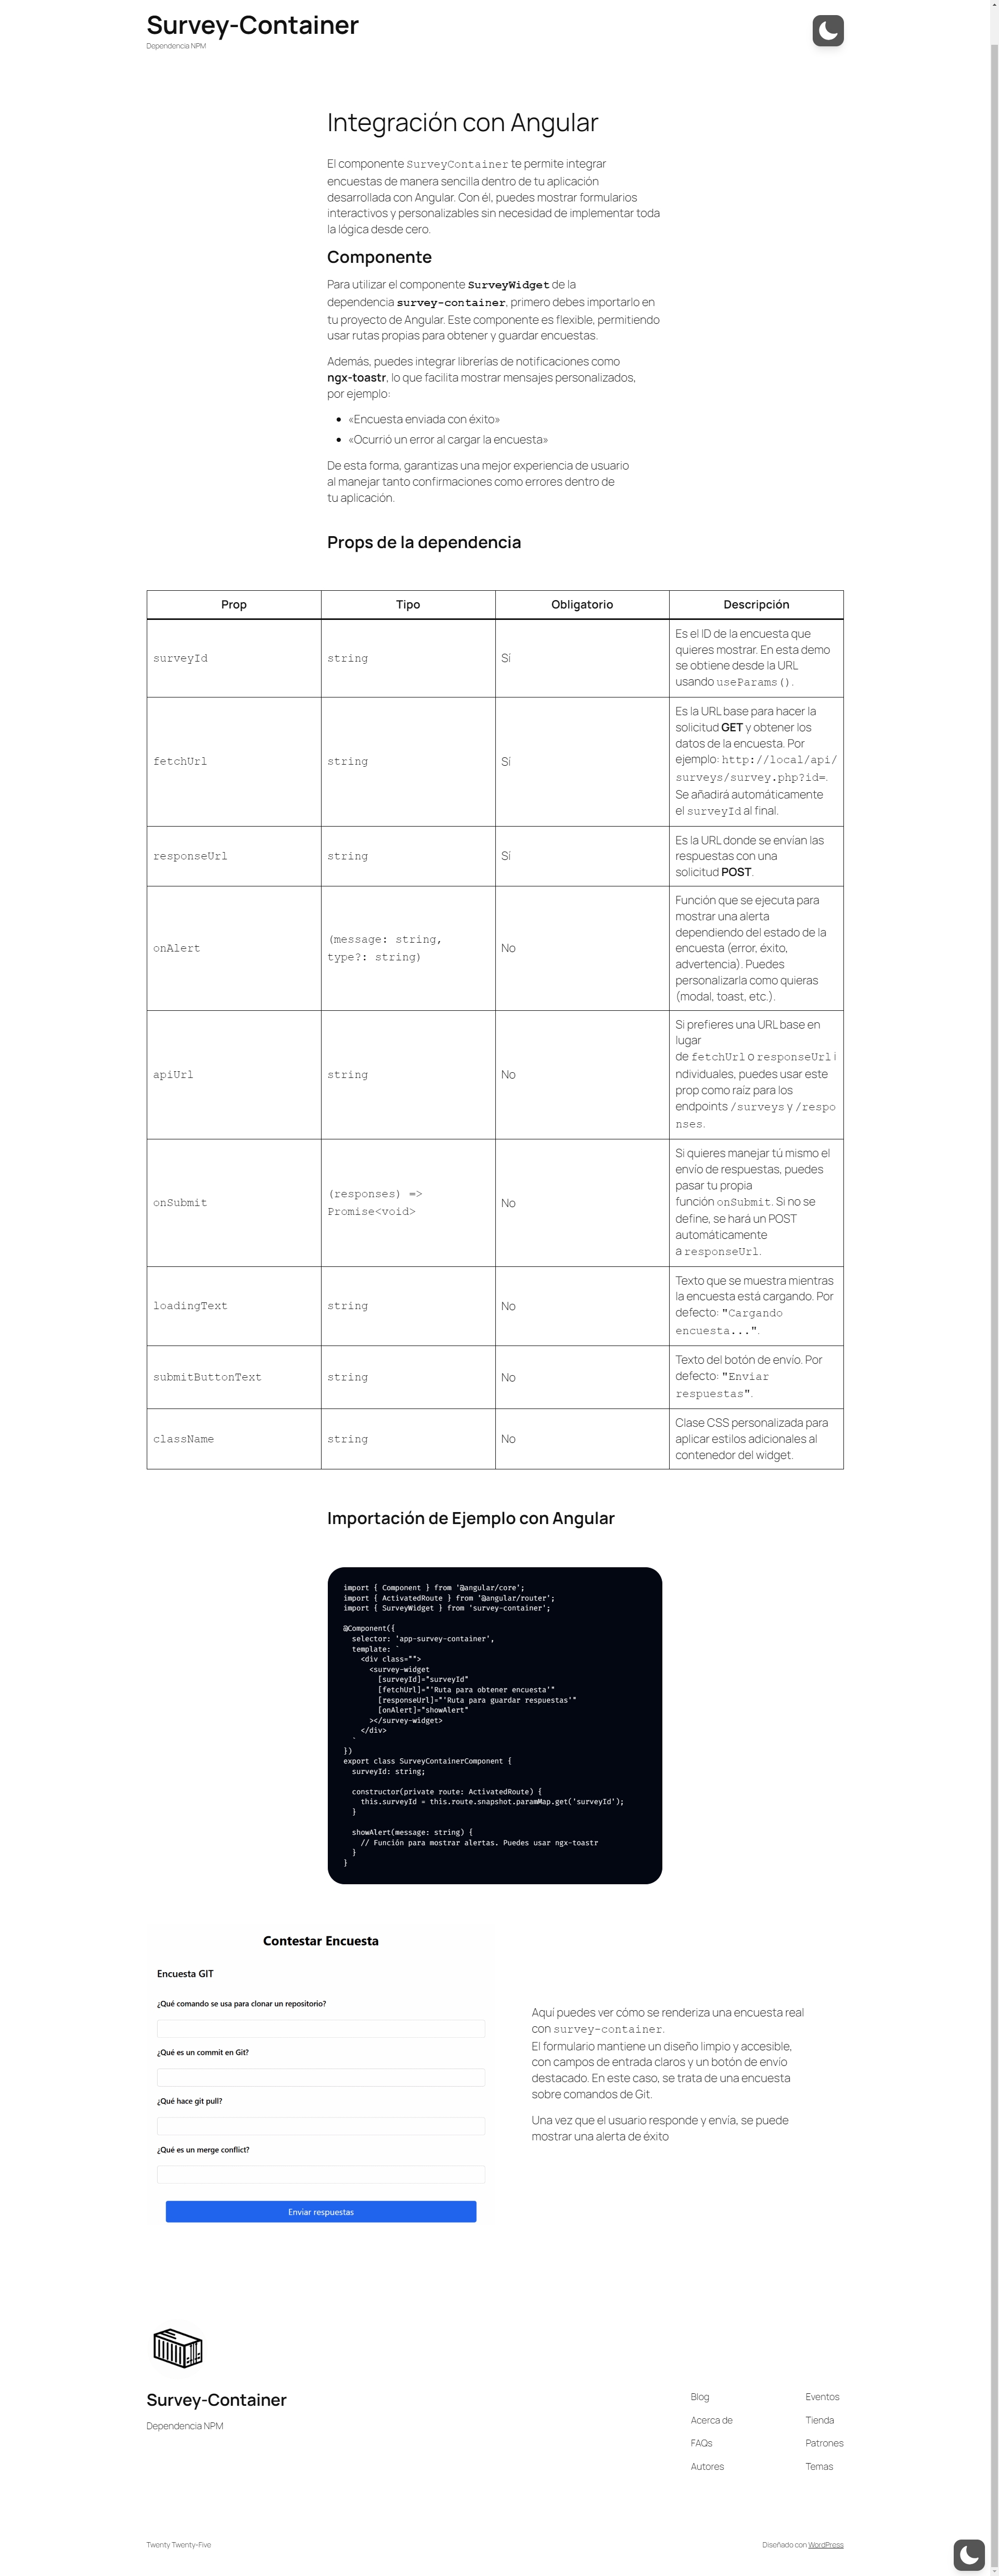 Survey-Container
Dependencia NPM
Integración con Angular
El componente SurveyContainer te permite integrar
encuestas de manera sencilla dentro de tu aplicación
desarrollada con Angular. Con él, puedes mostrar formularios
interactivos y personalizables sin necesidad de implementar toda
la lógica desde cero.
Componente
Para utilizar el componente SurveyWidget de la
dependencia survey-container, primero debes importarlo en
tu proyecto de Angular. Este componente es flexible, permitiendo
usar rutas propias para obtener y guardar encuestas.
Además, puedes integrar librerías de notificaciones como
ngx-toastr, lo que facilita mostrar mensajes personalizados,
por ejemplo:
• «Encuesta enviada con éxito»
• «Ocurrió un error al cargar la encuesta»
De esta forma, garantizas una mejor experiencia de usuario
al manejar tanto confirmaciones como errores dentro de
tu aplicación.
Props de la dependencia
Prop Tipo Obligatorio Descripción
surveyId string Sí
Es el ID de la encuesta que
quieres mostrar. En esta demo
se obtiene desde la URL
usando useParams().
fetchUrl string Sí
Es la URL base para hacer la
solicitud GET y obtener los
datos de la encuesta. Por
ejemplo: http://local/api/
surveys/survey.php?id=.
Se añadirá automáticamente
el surveyId al final.
responseUrl string Sí
Es la URL donde se envían las
respuestas con una
solicitud POST.
onAlert
(message: string,
type?: string)
No
Función que se ejecuta para
mostrar una alerta
dependiendo del estado de la
encuesta (error, éxito,
advertencia). Puedes
personalizarla como quieras
(modal, toast, etc.).
apiUrl string No
Si prefieres una URL base en
lugar
de fetchUrl o responseUrl i
ndividuales, puedes usar este
prop como raíz para los
endpoints /surveys y /respo
nses.
onSubmit
(responses) =>
Promise<void>
No
Si quieres manejar tú mismo el
envío de respuestas, puedes
pasar tu propia
función onSubmit. Si no se
define, se hará un POST
automáticamente
a responseUrl.
loadingText string No
Texto que se muestra mientras
la encuesta está cargando. Por
defecto: "Cargando
encuesta...".
submitButtonText string No
Texto del botón de envío. Por
defecto: "Enviar
respuestas".
className string No
Clase CSS personalizada para
aplicar estilos adicionales al
contenedor del widget.
Importación de Ejemplo con Angular
import { Component } from '@angular/core';
import { ActivatedRoute } from '@angular/router';
import { SurveyWidget } from 'survey-container';
@Component({
selector: 'app-survey-container',
template: `
<div class="">
<survey-widget
[surveyId]="surveyId"
[fetchUrl]="'Ruta para obtener encuesta'"
[responseUrl]="'Ruta para guardar respuestas'"
[onAlert]="showAlert"
></survey-widget>
</div>
`
})
export class SurveyContainerComponent {
surveyId: string;
constructor(private route: ActivatedRoute) {
this.surveyId = this.route.snapshot.paramMap.get('surveyId');
}
showAlert(message: string) {
// Función para mostrar alertas. Puedes usar ngx-toastr
}
}
Contestar Encuesta
Encuesta GIT
¿Qué comando se usa para clonar un repositorio?
¿Qué es un commit en Git?
¿Qué hace git pull?
¿Qué es un merge conflict?
Enviar respuestas
Aquí puedes ver cómo se renderiza una encuesta real
con survey-container.
El formulario mantiene un diseño limpio y accesible,
con campos de entrada claros y un botón de envío
destacado. En este caso, se trata de una encuesta
sobre comandos de Git.
Una vez que el usuario responde y envía, se puede
mostrar una alerta de éxito
Survey-Container
Dependencia NPM
Blog Eventos
Acerca de Tienda
FAQs Patrones
Autores Temas
Twenty Twenty-Five
Diseñado con WordPress